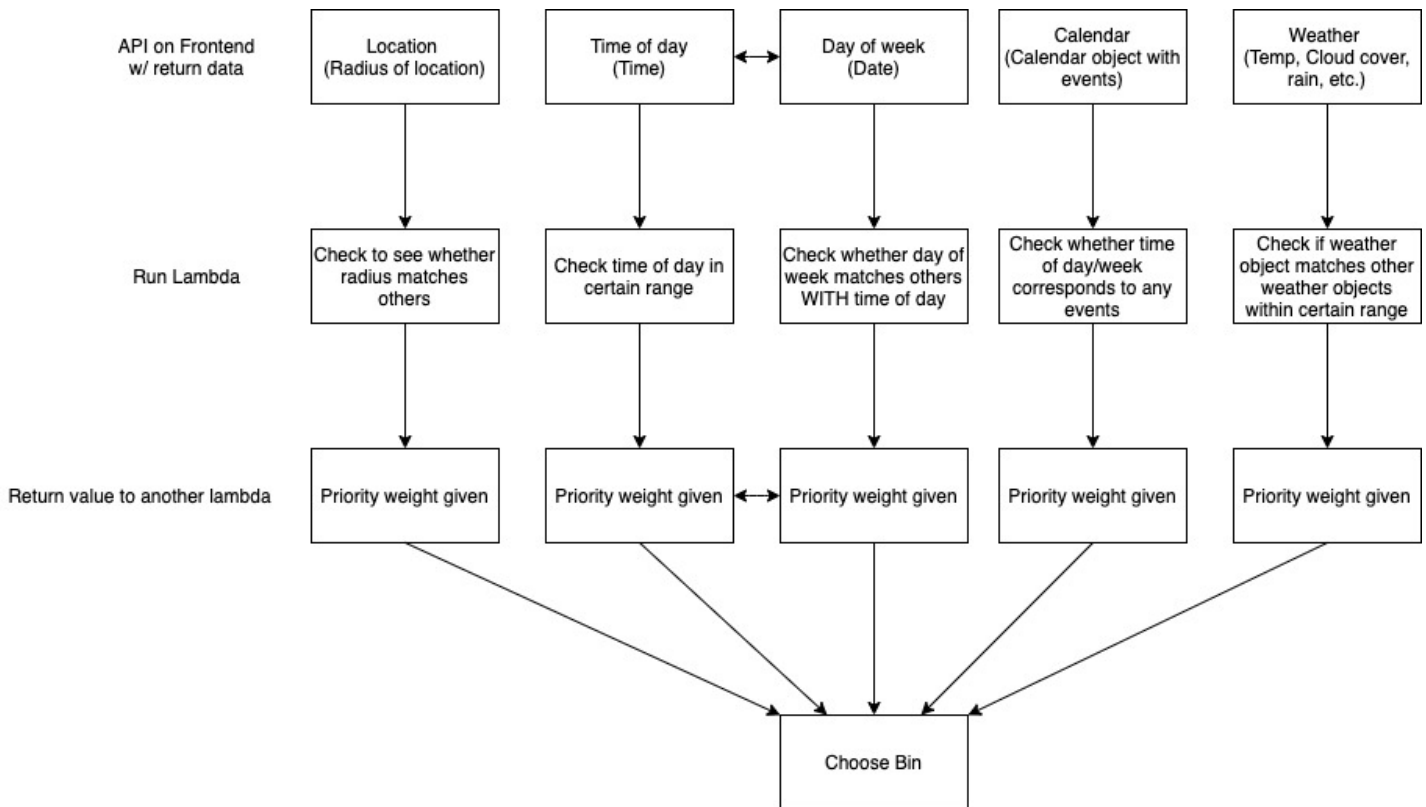 API on Frontend
w/ return data
Location
(Radius of location)
Time of day
(Time)
Day of week
(Date)
Calendar
(Calendar object with
events)
Weather
(Temp, Cloud cover,
rain, etc.)
Run Lambda
Check to see whether
radius matches
others
Check time of day in
certain range
Check whether day of
week matches others
WITH time of day
Check whether time
of day/week
corresponds to any
events
Check if weather
object matches other
weather objects
within certain range
Return value to another lambda
Priority weight given
Priority weight given
Priority weight given
Priority weight given
Priority weight given
Choose Bin